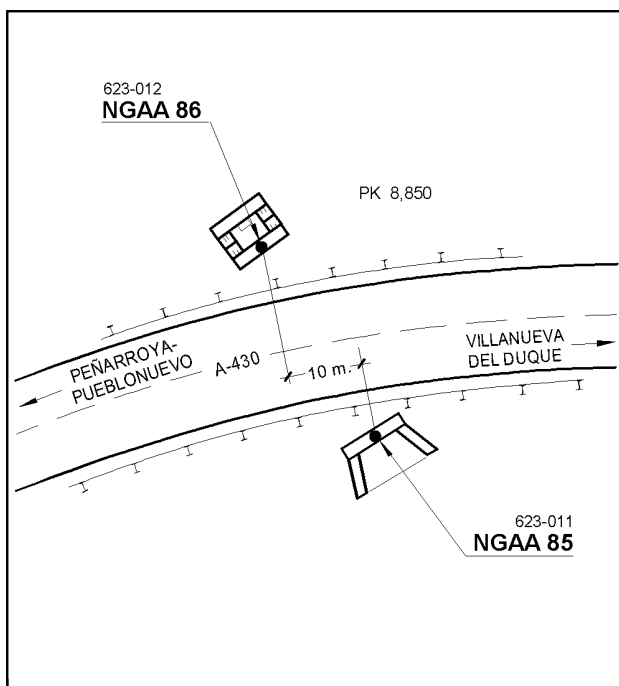 623-012
NGAA 86
PK 8,850
PEÑARROYA-
PUEBLONUEVO
A-430
10 m.
VILLANUEVA
DEL DUQUE
623-011
NGAA 85